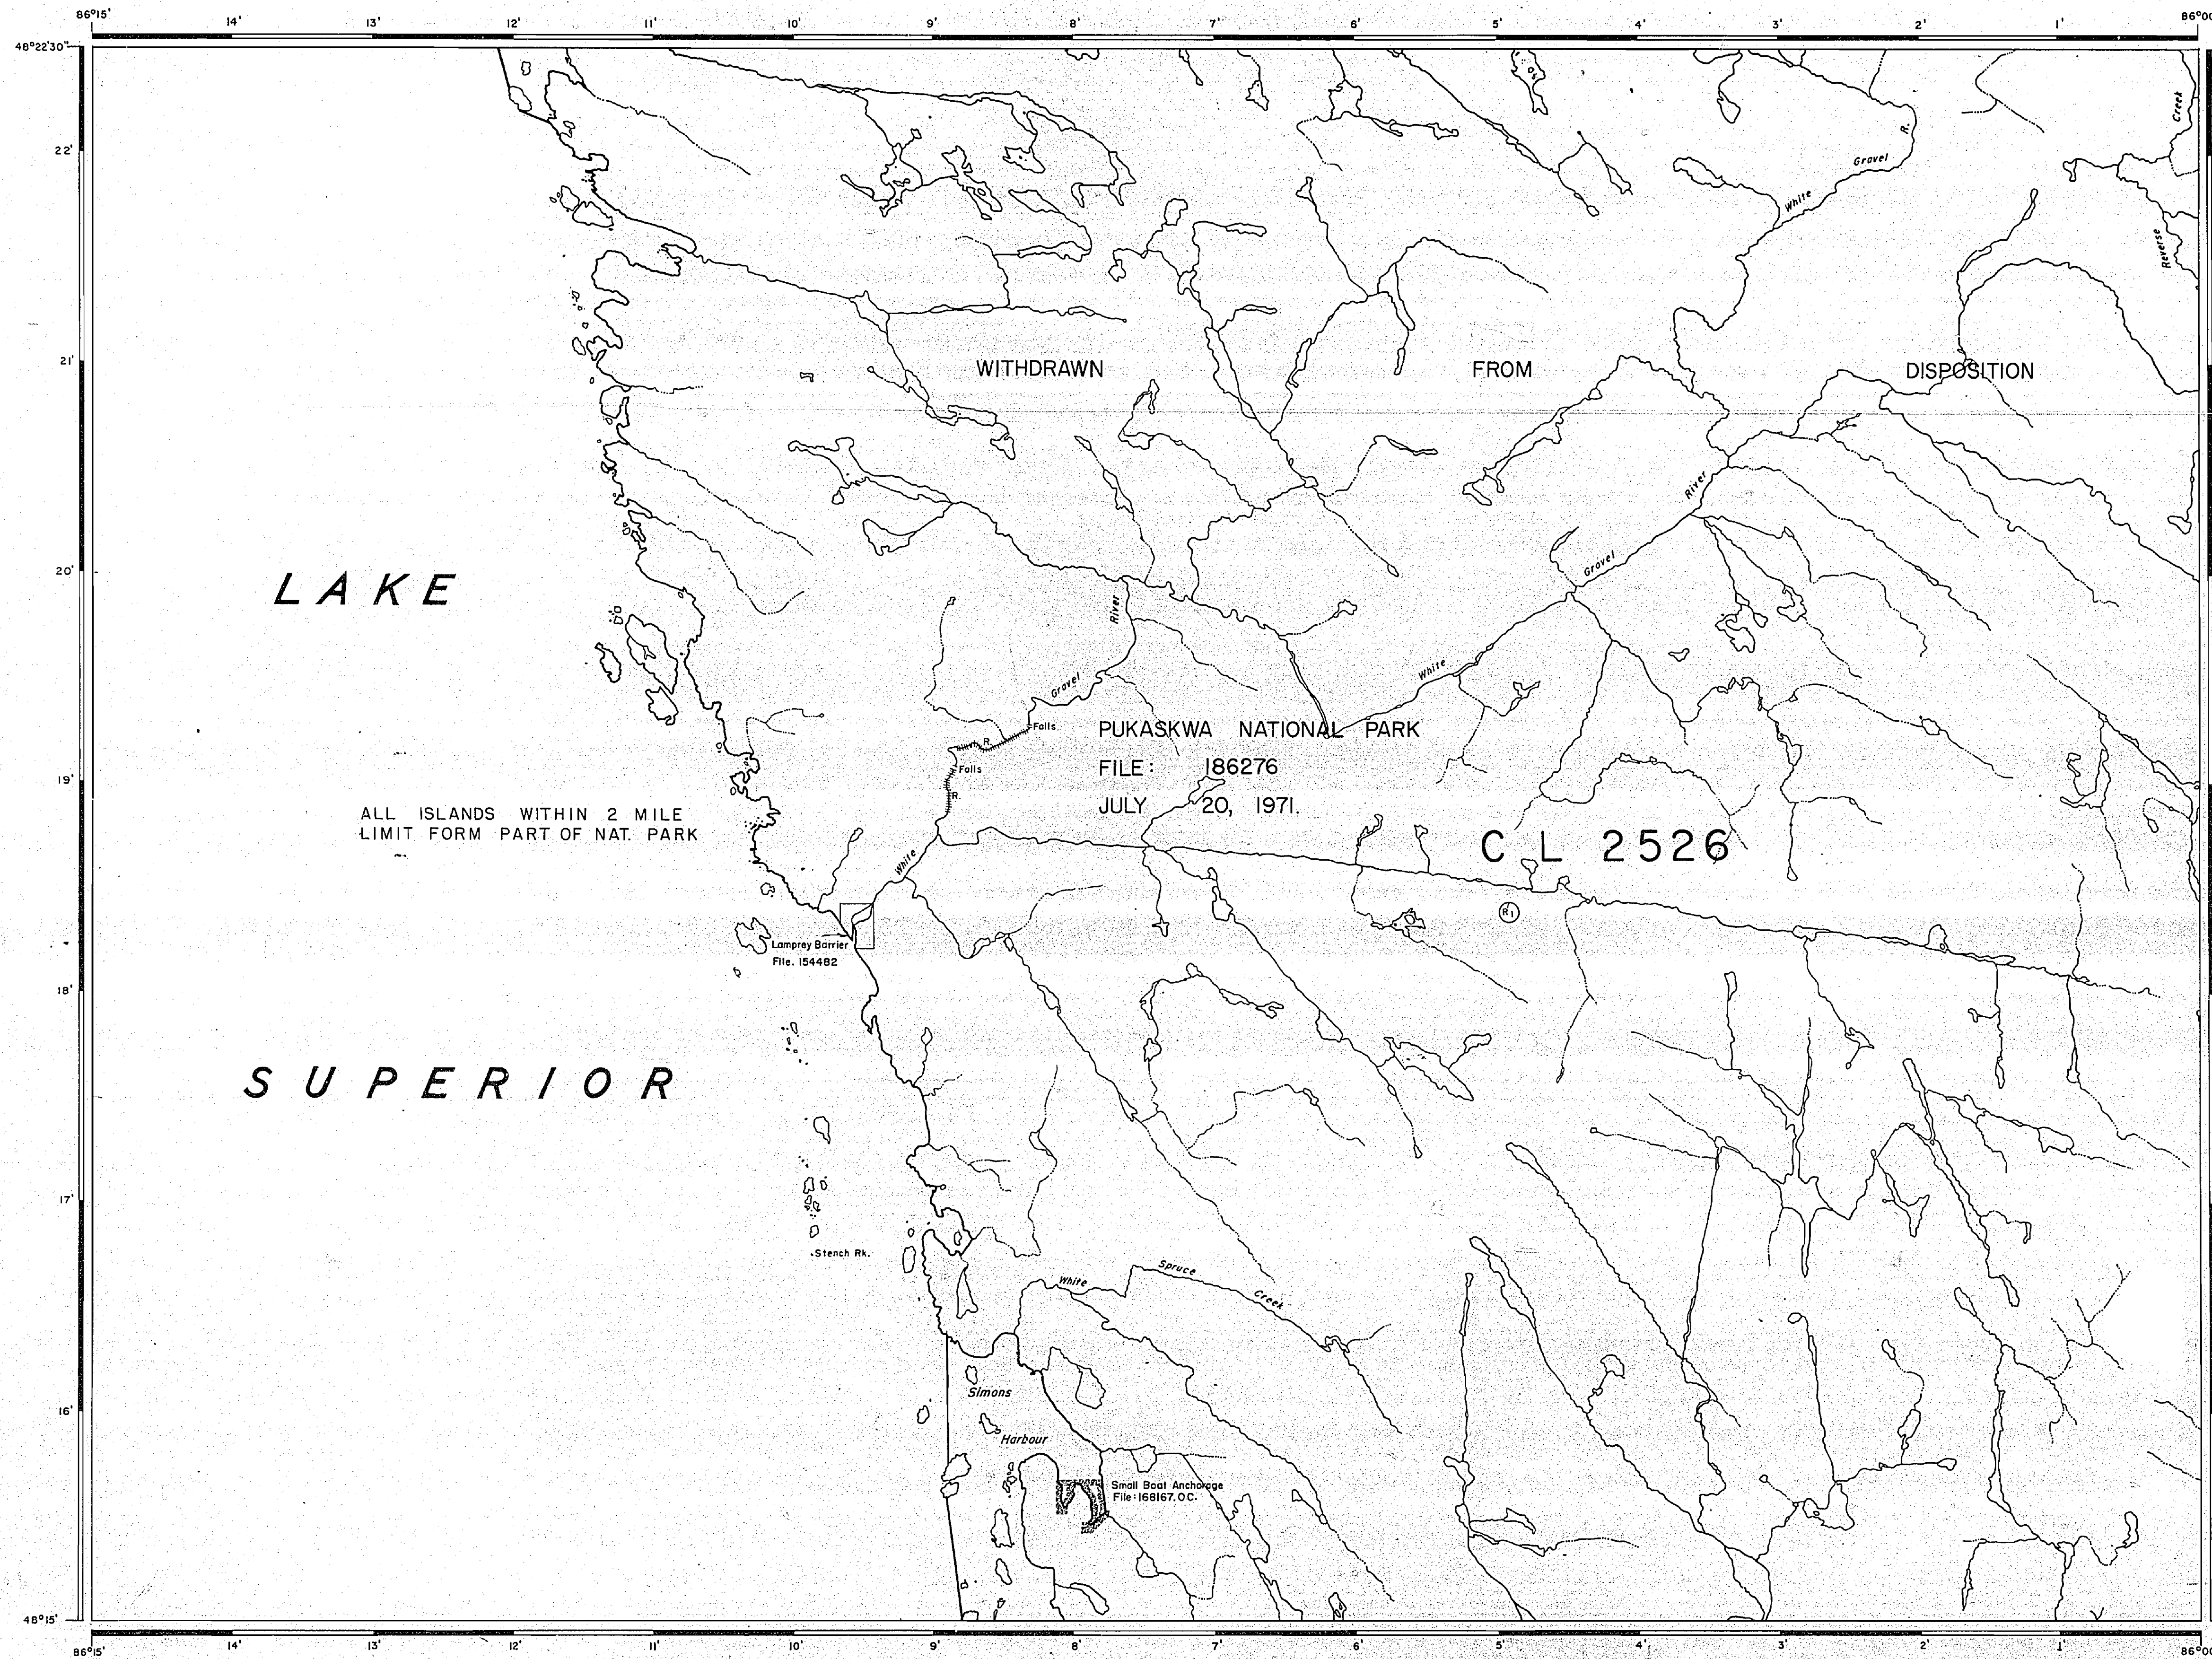 86°15' 14' 13' 12' 11' 10' 9' 8' 7' 6' 5' 4' 3' 2' 1' 86°00
48°22'30"
22'
21'
20'
19'
18'
17'
16'
48°15'
Creek
R.
Gravel
White
Reverse
WITHDRAWN FROM DISPOSITION
River
Gravel
White
LAKE
River
Gravel
Falls
R.
Falls
R.
White
PUKASKWA NATIONAL PARK
FILE: 186276
JULY 20, 1971.
ALL ISLANDS WITHIN 2 MILE
LIMIT FORM PART OF NAT. PARK
C L 2526
R1
Lamprey Barrier
File. 154482
SUPERIOR
Stench Rk.
White Spruce Creek
Simons
Harbour
Small Boat Anchorage
File: 168167. O.C.
86°15' 14' 13' 12' 11' 10' 9' 8' 7' 6' 5' 4' 3' 2' 1' 86°00